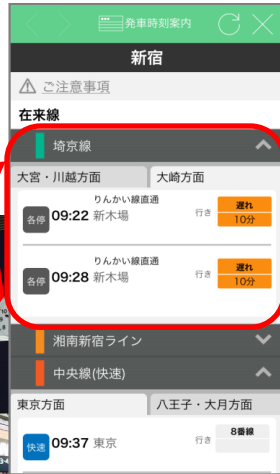 発車時刻案内
新宿
ご注意事項
在来線
埼京線
大宮・川越方面 大崎方面
りんかい線直通
各停 09:22 新木場 行き 遅れ 10分
りんかい線直通
各停 09:28 新木場 行き 遅れ 10分
湘南新宿ライン
中央線(快速)
東京方面 八王子・大月方面
快速 09:37 東京 行き 8番線